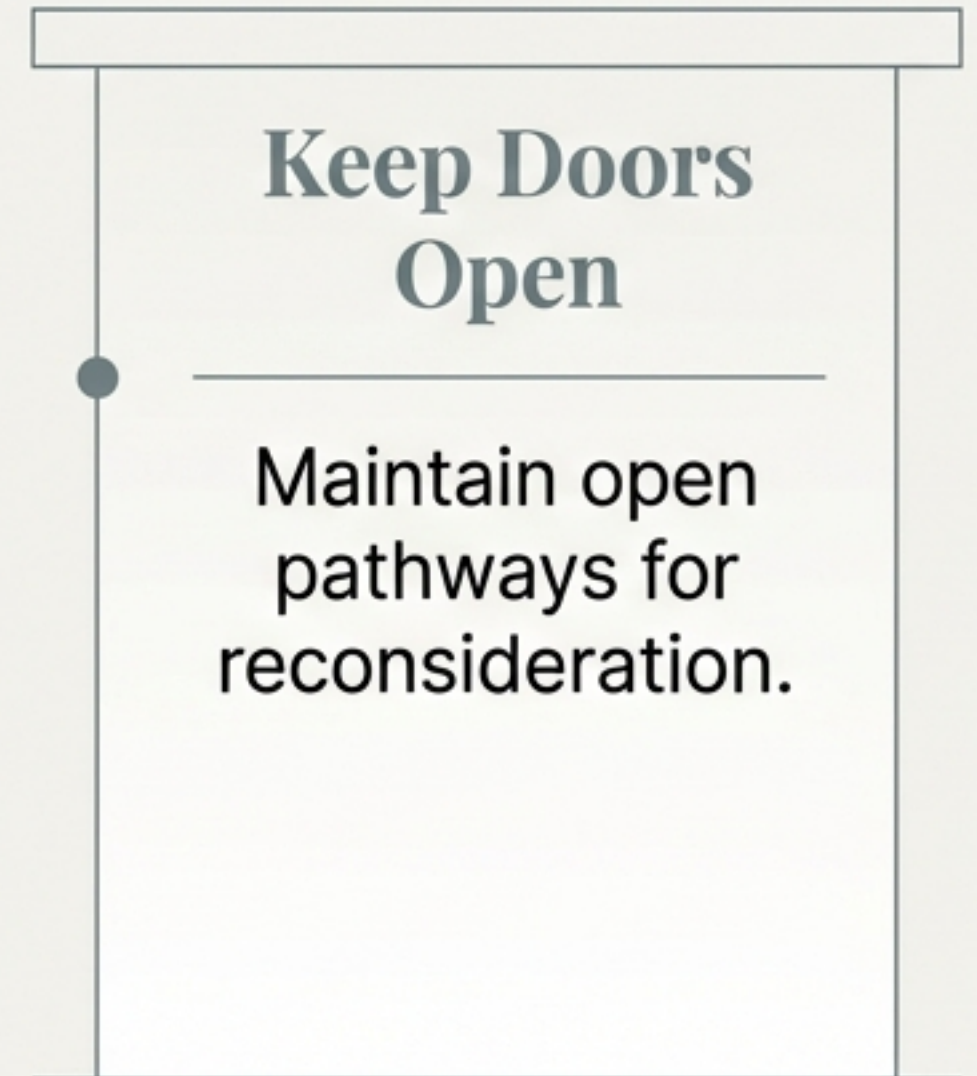 Keep Doors
Open
Maintain open
pathways for
reconsideration.